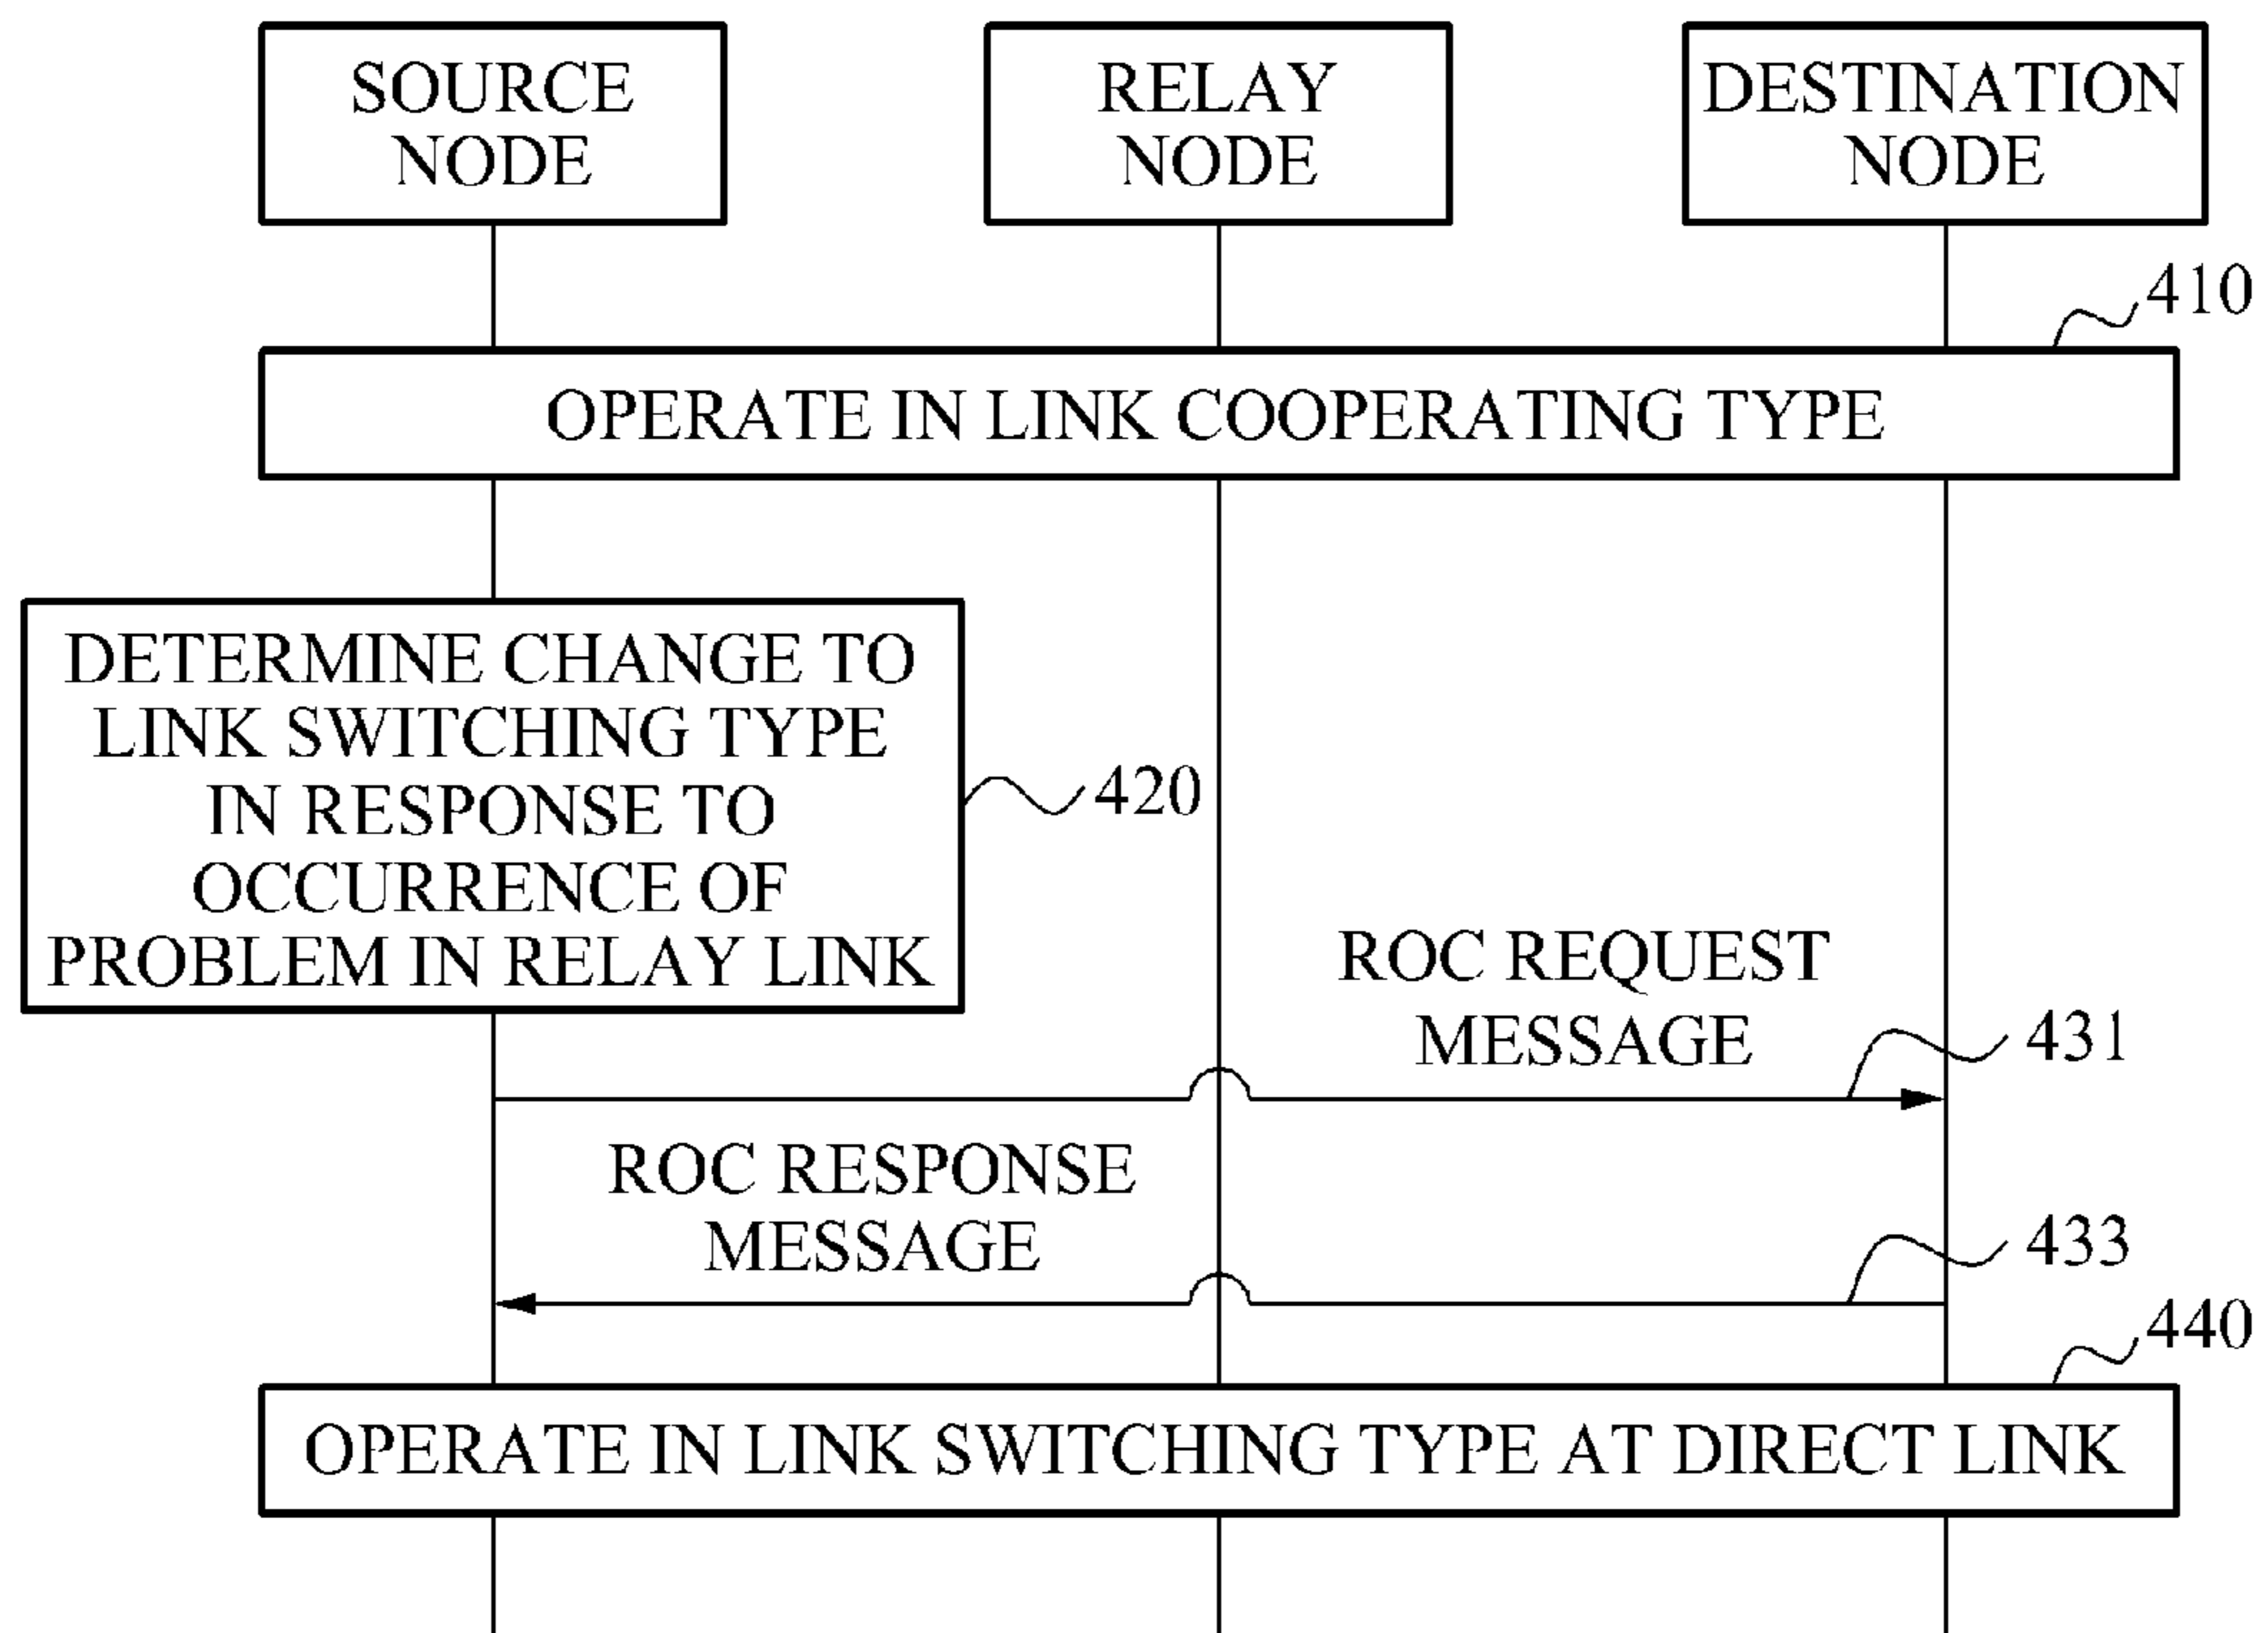 SOURCE
NODE
RELAY
NODE
DESTINATION
NODE
410
OPERATE IN LINK COOPERATING TYPE
DETERMINE CHANGE TO
LINK SWITCHING TYPE
IN RESPONSE TO
OCCURRENCE OF
PROBLEM IN RELAY LINK
420
ROC REQUEST
MESSAGE
431
ROC RESPONSE
MESSAGE
433
440
OPERATE IN LINK SWITCHING TYPE AT DIRECT LINK